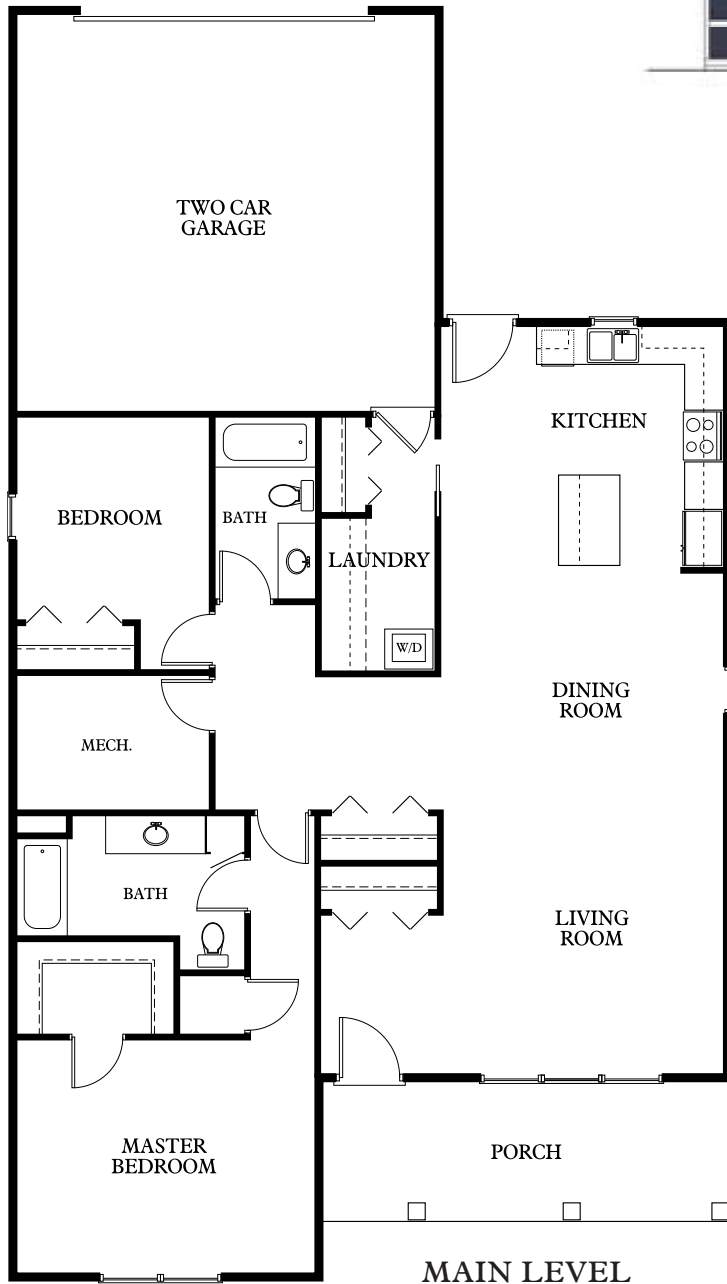 TWO CAR
GARAGE
KITCHEN
BEDROOM
BATH
LAUNDRY
W/D
DINING
ROOM
MECH.
BATH
LIVING
ROOM
MASTER
BEDROOM
PORCH
MAIN LEVEL